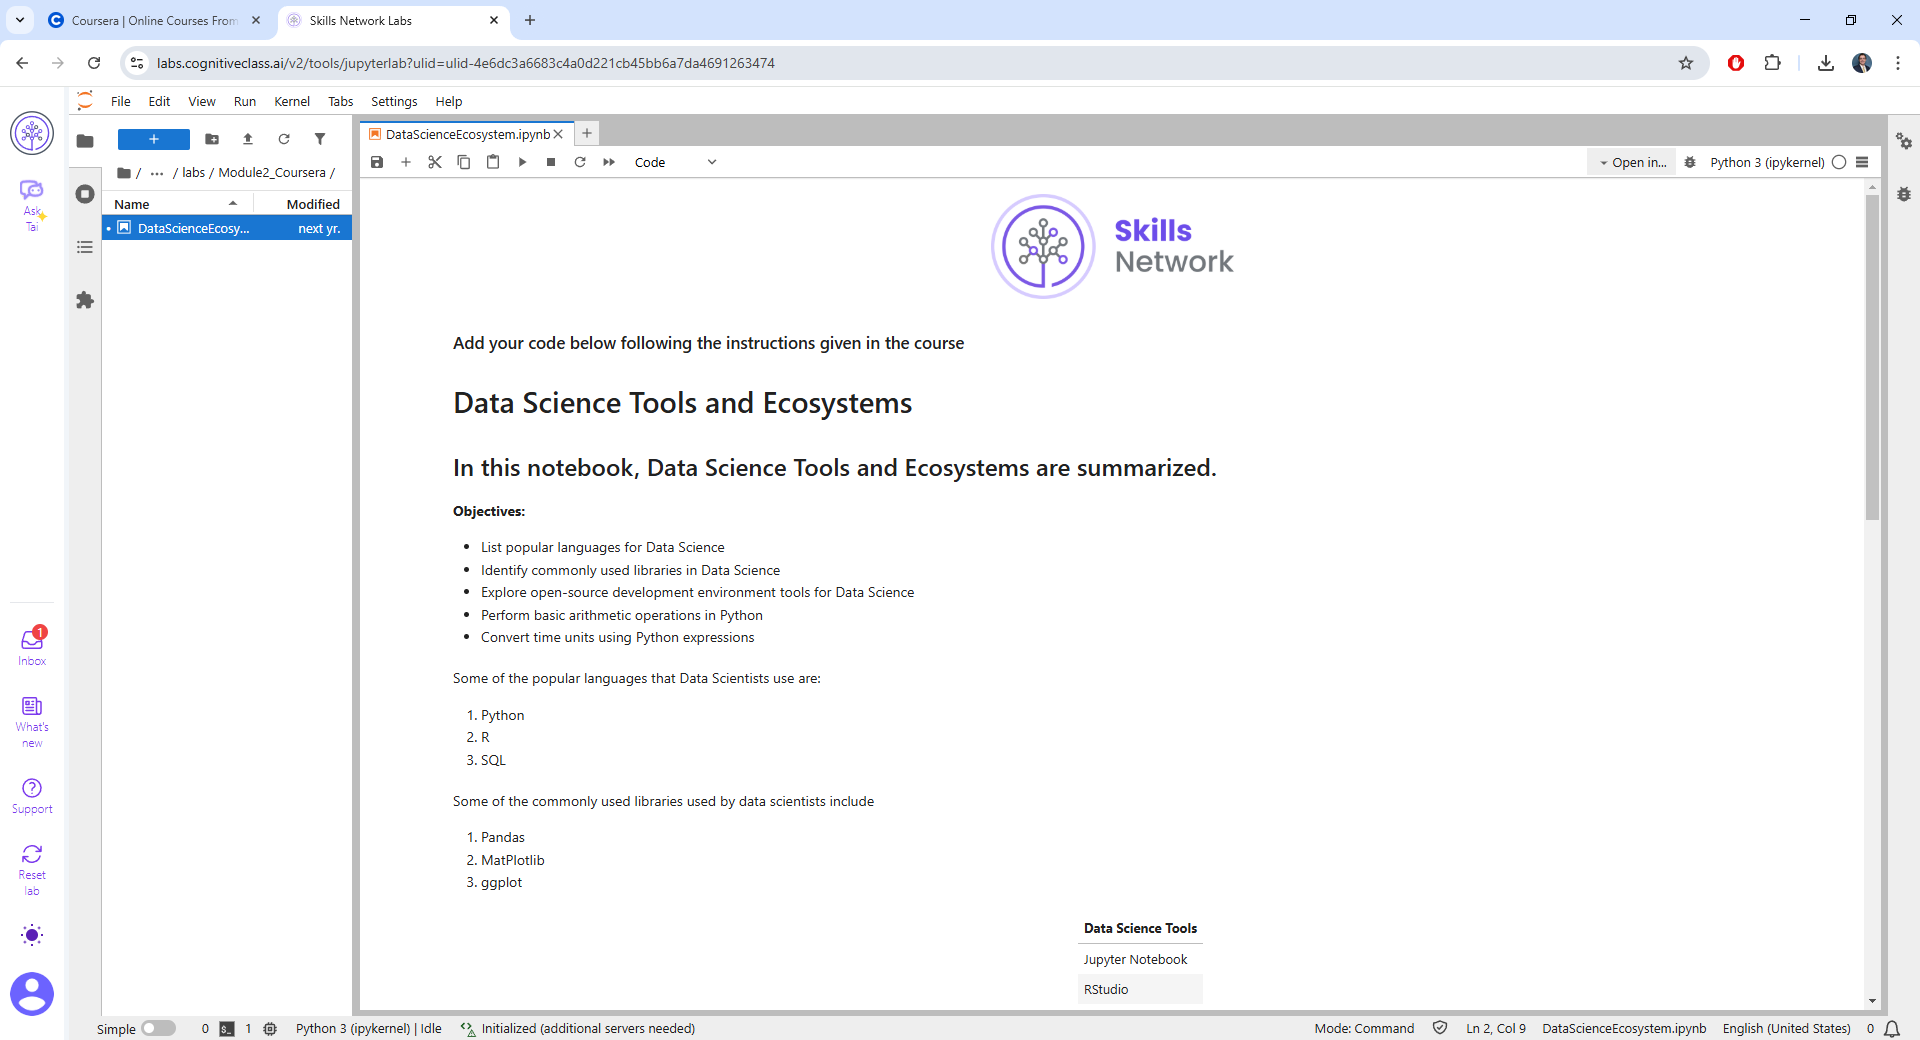 Coursera | Online Courses From
Skills Network Labs
labs.cognitiveclass.ai/v2/tools/jupyterlab?ulid=ulid-4e6dc3a6683c4a0d221cb45bb6a7da4691263474
File Edit View Run Kernel Tabs Settings Help
Ask
Tai
Inbox
1
What's
new
Support
Reset
lab
/ ··· / labs / Module2_Coursera /
Name Modified
DataScienceEcosy... next yr.
DataScienceEcosystem.ipynb
Code
Open in...
Python 3 (ipykernel)
Skills
Network
Add your code below following the instructions given in the course
Data Science Tools and Ecosystems
In this notebook, Data Science Tools and Ecosystems are summarized.
Objectives:
• List popular languages for Data Science
• Identify commonly used libraries in Data Science
• Explore open-source development environment tools for Data Science
• Perform basic arithmetic operations in Python
• Convert time units using Python expressions
Some of the popular languages that Data Scientists use are:
1. Python
2. R
3. SQL
Some of the commonly used libraries used by data scientists include
1. Pandas
2. MatPlotlib
3. ggplot
Data Science Tools
Jupyter Notebook
RStudio
Simple 0 $_ 1 Python 3 (ipykernel) | Idle Initialized (additional servers needed) Mode: Command Ln 2, Col 9 DataScienceEcosystem.ipynb English (United States) 0